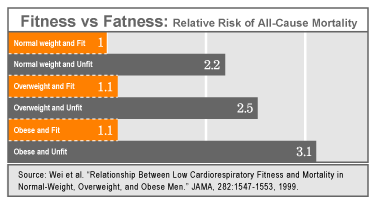 Fitness vs Fatness: Relative Risk of All-Cause Mortality
Normal weight and Fit 1
Normal weight and Unfit 2.2
Overweight and Fit 1.1
Overweight and Unfit 2.5
Obese and Fit 1.1
Obese and Unfit 3.1
Source: Wei et al. “Relationship Between Low Cardiorespiratory Fitness and Mortality in
Normal-Weight, Overweight, and Obese Men.” JAMA, 282:1547-1553, 1999.